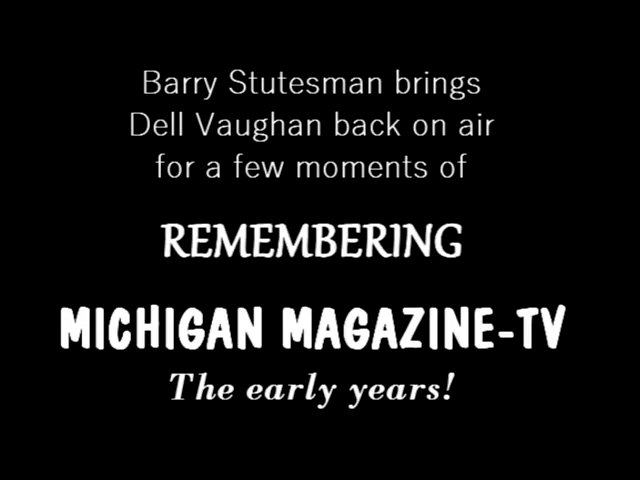 Barry Stutesman brings
Dell Vaughan back on air
for a few moments of
REMEMBERING
MICHIGAN MAGAZINE-TV
The early years!